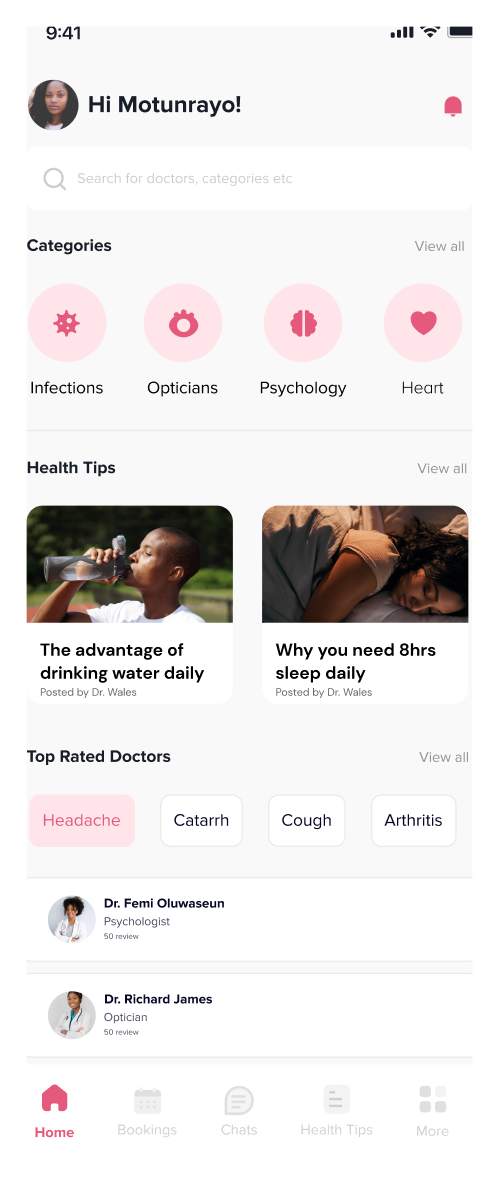 9:41
Hi Motunrayo!
Search for doctors, categories etc
Categories
View all
Infections
Opticians
Psychology
Heart
Health Tips
View all
The advantage of
drinking water daily
Posted by Dr. Wales
Why you need 8hrs
sleep daily
Posted by Dr. Wales
Top Rated Doctors
View all
Headache
Catarrh
Cough
Arthritis
Dr. Femi Oluwaseun
Psychologist
50 review
Dr. Richard James
Optician
50 review
Home
Bookings
Chats
Health Tips
More